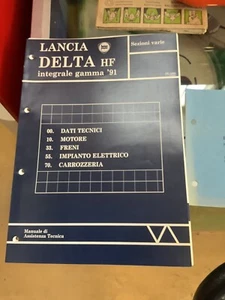 LANCIA
Sezioni varie
DELTA HF
integrale gamma '91
00. DATI TECNICI
10. MOTORE
33. FRENI
55. IMPIANTO ELETTRICO
70. CARROZZERIA
Manuale di
Assistenza Tecnica